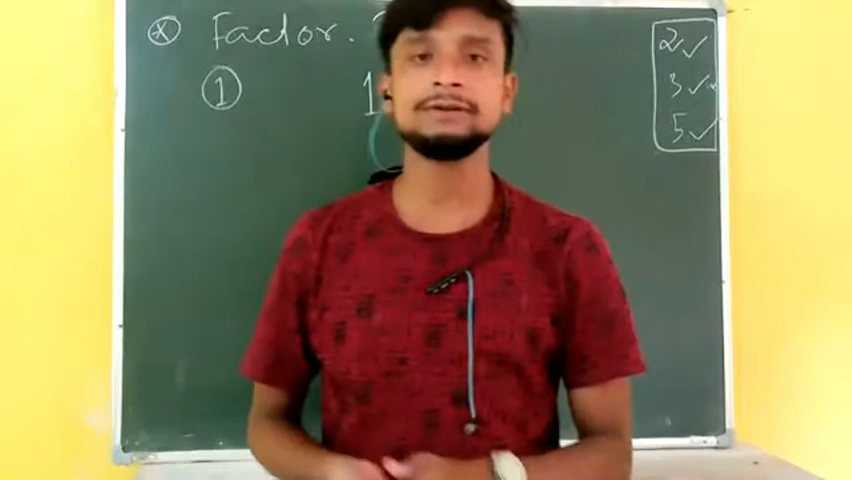 * Factor.
1 1
2 ✓
3 ✓
5 ✓